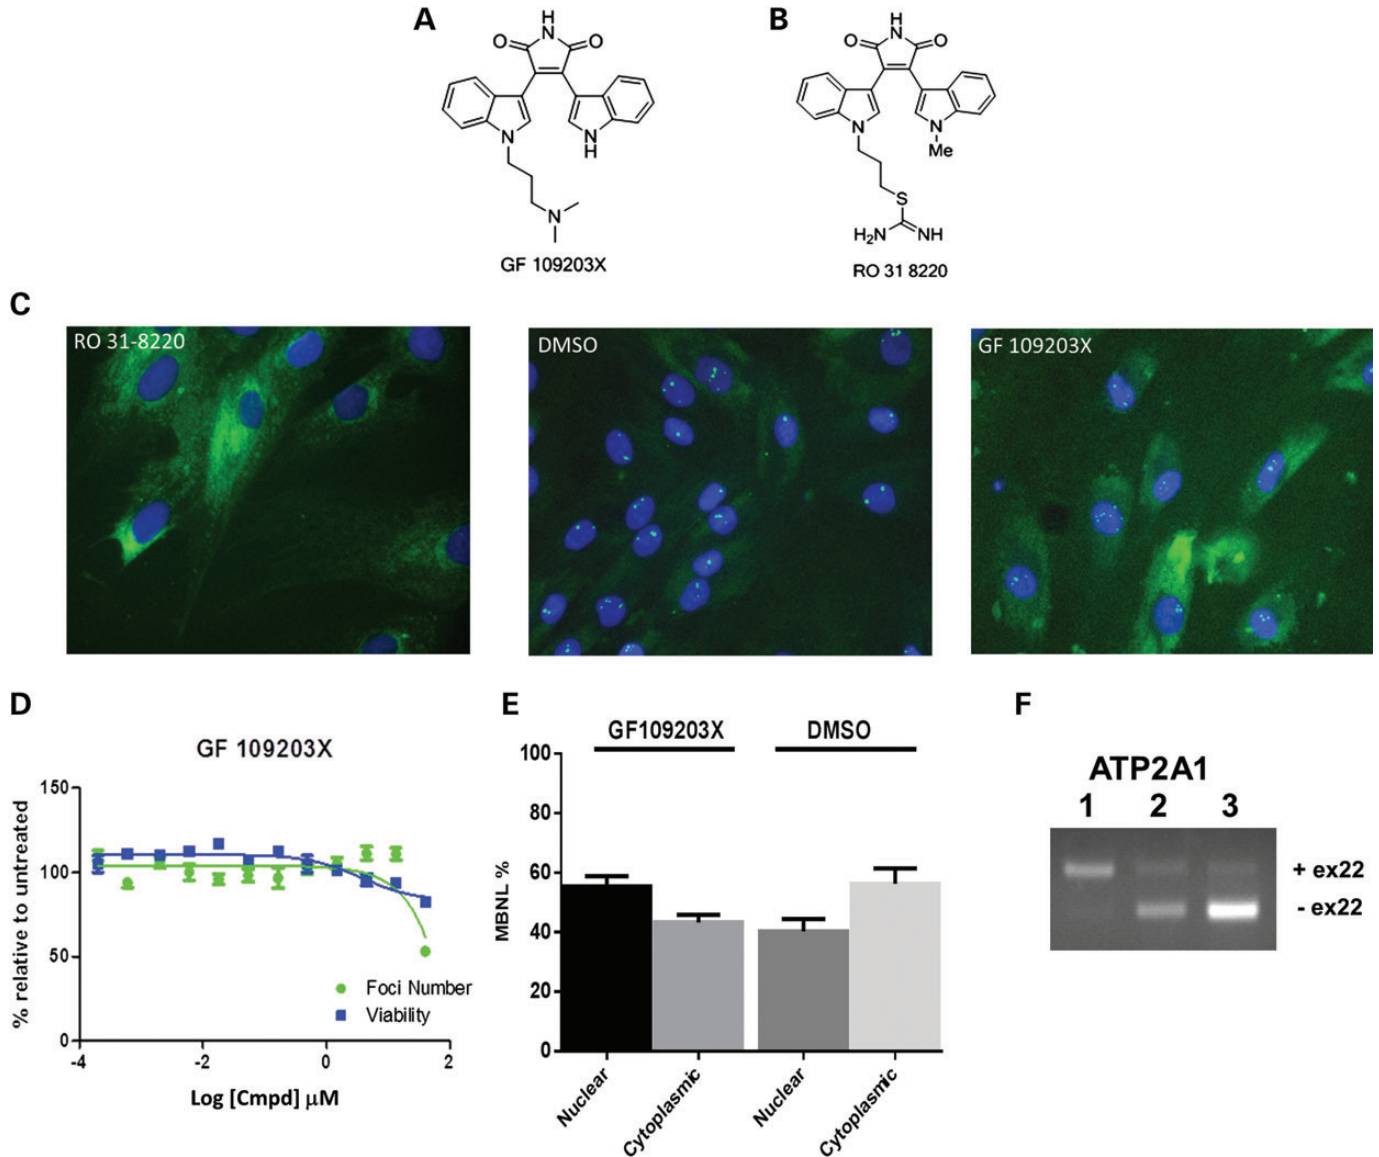 A
B
H
N
O
O
N
N
H
N
GF 109203X
H
N
O
O
N
N
Me
S
H₂N
NH
RO 31 8220
C
RO 31-8220
DMSO
GF 109203X
D
GF 109203X
% relative to untreated
150
100
50
0
-4
-2
0
2
Foci Number
Viability
Log [Cmpd] µM
E
GF109203X
DMSO
MBNL %
100
80
60
40
20
0
Nuclear
Cytoplasmic
Nuclear
Cytoplasmic
F
ATP2A1
1 2 3
+ ex22
- ex22